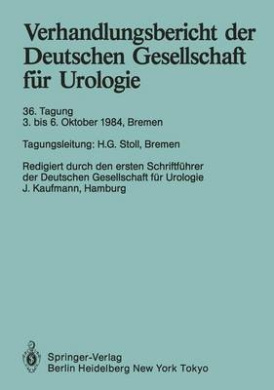 Verhandlungsbericht der
Deutschen Gesellschaft
für Urologie
36. Tagung
3. bis 6. Oktober 1984, Bremen
Tagungsleitung: H.G. Stoll, Bremen
Redigiert durch den ersten Schriftführer
der Deutschen Gesellschaft für Urologie
J. Kaufmann, Hamburg
Springer-Verlag
Berlin Heidelberg New York Tokyo